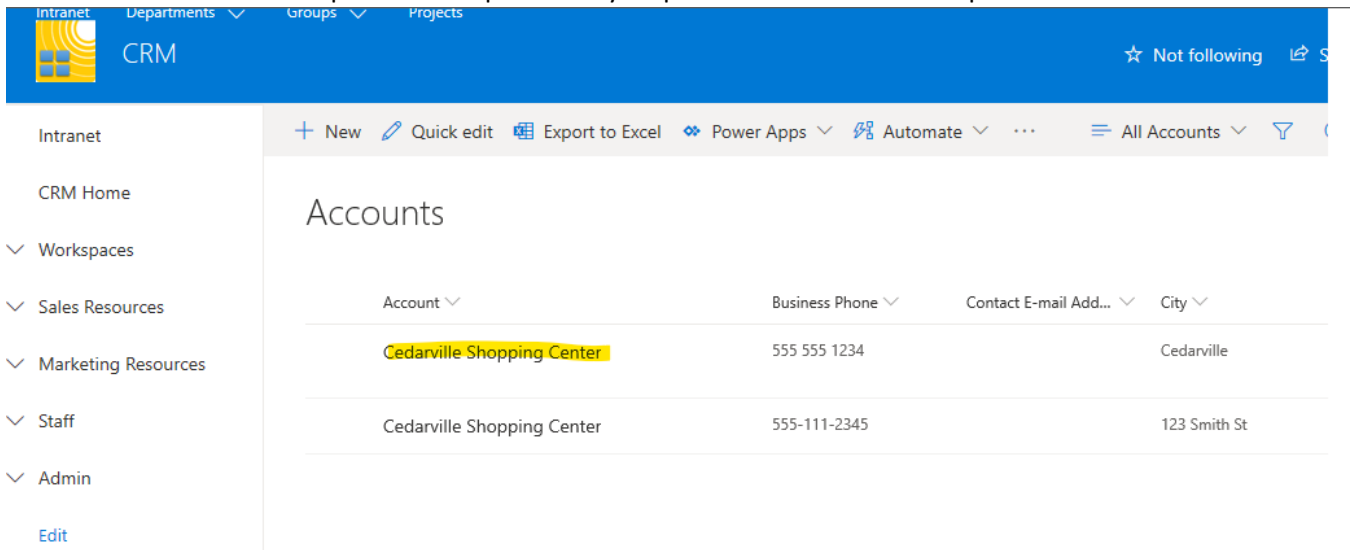 Intranet Departments Groups Projects
CRM
Not following
Intranet
CRM Home
Workspaces
Sales Resources
Marketing Resources
Staff
Admin
Edit
+ New Quick edit Export to Excel Power Apps Automate ... All Accounts
Accounts
Account Business Phone Contact E-mail Add... City
Cedarville Shopping Center 555 555 1234 Cedarville
Cedarville Shopping Center 555-111-2345 123 Smith St